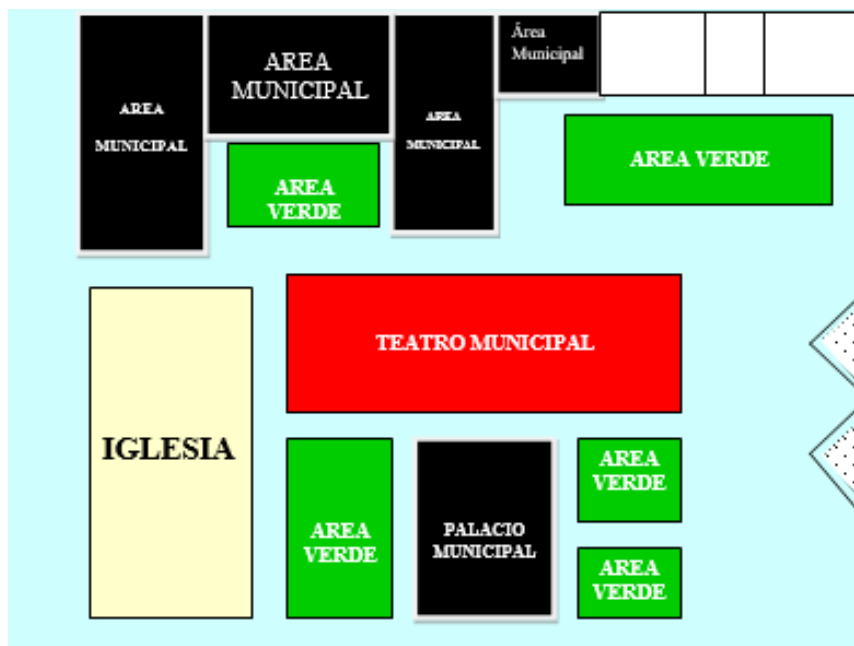 AREA
MUNICIPAL
AREA
MUNICIPAL
AREA
MUNICIPAL
Área
Municipal
AREA
VERDE
AREA VERDE
TEATRO MUNICIPAL
IGLESIA
AREA
VERDE
PALACIO
MUNICIPAL
AREA
VERDE
AREA
VERDE